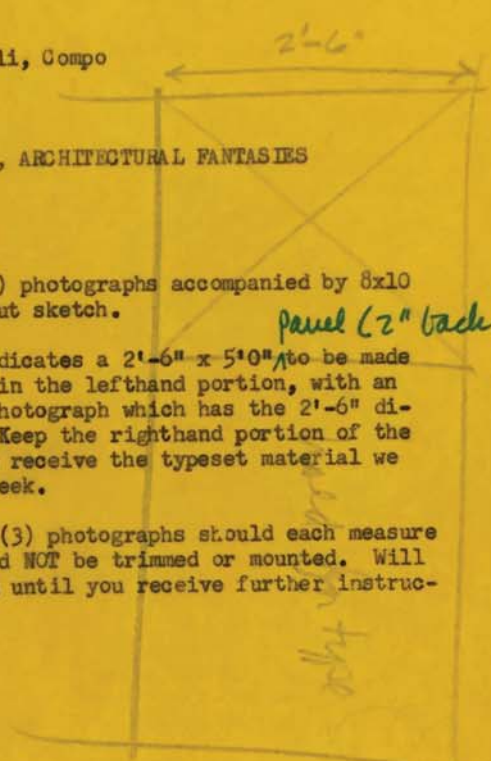 2'-6"
li, Compo
, ARCHITECTURAL FANTASIES
) photographs accompanied by 8x10
ut sketch.
panel (2" back
dicates a 2'-6" x 5'0" ^ to be made
in the lefthand portion, with an
hotograph which has the 2'-6" di-
Keep the righthand portion of the
receive the typeset material we
eek.
(3) photographs should each measure
d NOT be trimmed or mounted. Will
until you receive further instruc-
type